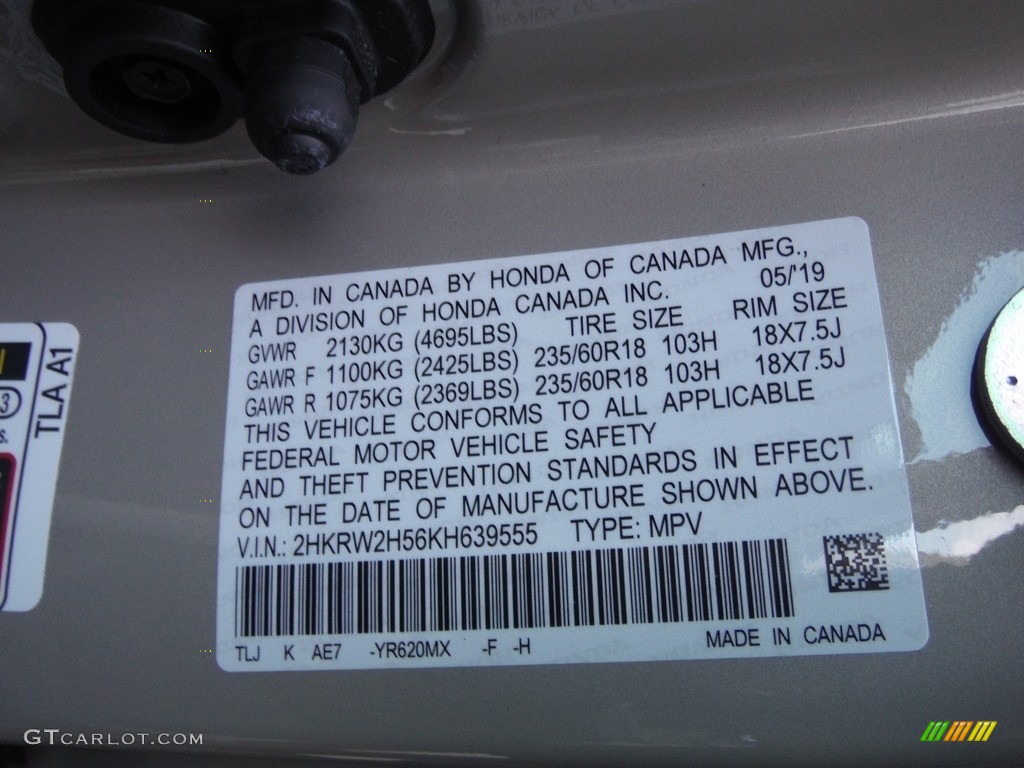 MFD. IN CANADA BY HONDA OF CANADA MFG.,
A DIVISION OF HONDA CANADA INC. 05/'19
GVWR 2130KG (4695LBS) TIRE SIZE RIM SIZE
GAWR F 1100KG (2425LBS) 235/60R18 103H 18X7.5J
GAWR R 1075KG (2369LBS) 235/60R18 103H 18X7.5J
THIS VEHICLE CONFORMS TO ALL APPLICABLE
FEDERAL MOTOR VEHICLE SAFETY
AND THEFT PREVENTION STANDARDS IN EFFECT
ON THE DATE OF MANUFACTURE SHOWN ABOVE.
V.I.N.: 2HKRW2H56KH639555 TYPE: MPV
TLJ K AE7 -YR620MX -F -H MADE IN CANADA
TLA A1
3
s.
GTCARLOT.COM